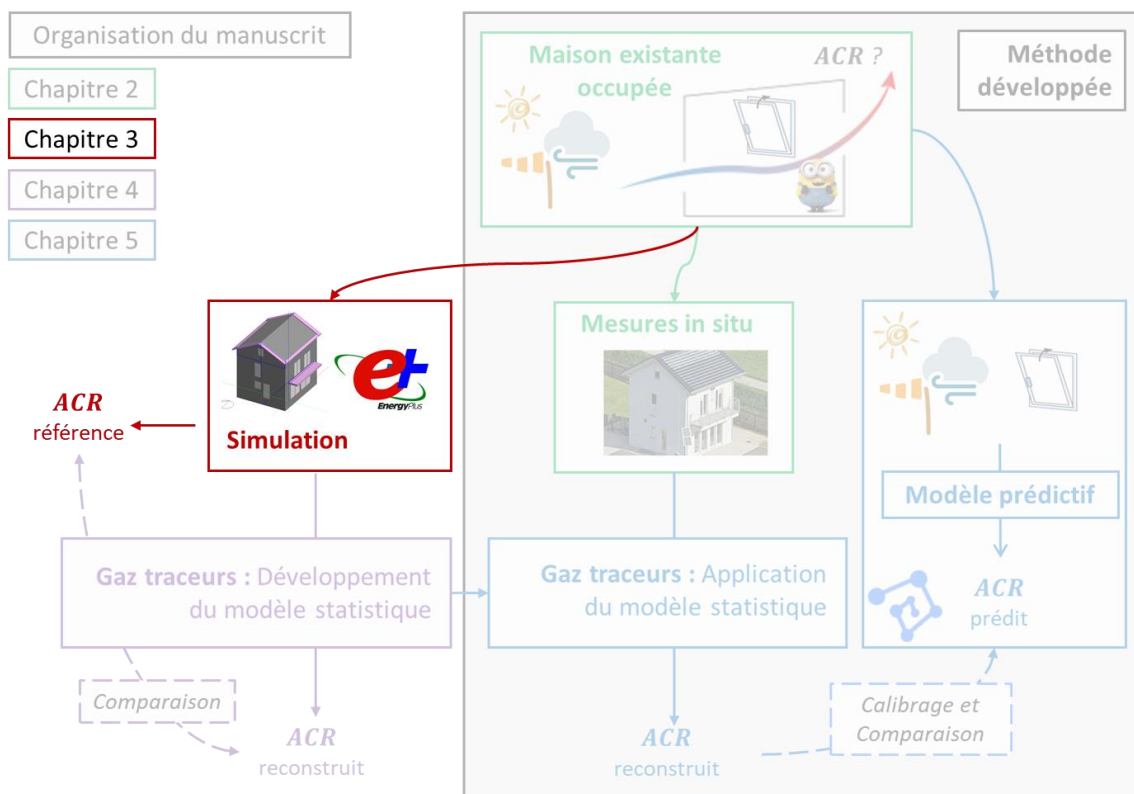 Organisation du manuscrit
Chapitre 2
Chapitre 3
Chapitre 4
Chapitre 5
Méthode
développée
Maison existante
occupée
ACR ?
Mesures in situ
e+
EnergyPlus
Simulation
ACR
référence
Modèle prédictif
ACR
prédit
Gaz traceurs : Développement
du modèle statistique
Gaz traceurs : Application
du modèle statistique
Comparaison
ACR
reconstruit
ACR
reconstruit
Calibrage et
Comparaison